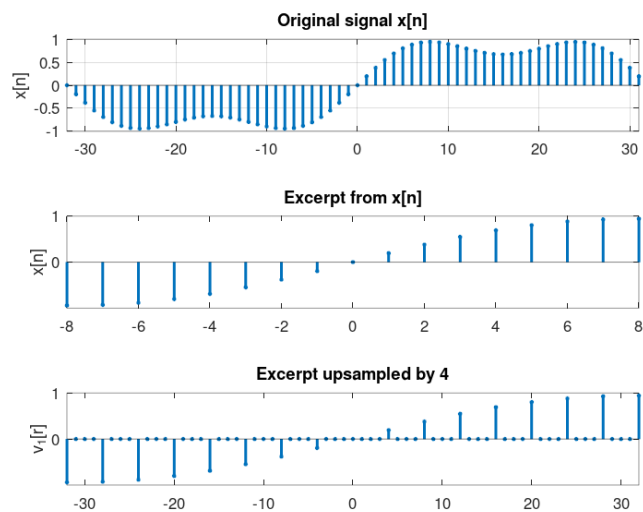 Original signal x[n]
x[n]
1
0.5
0
-0.5
-1
-30 -20 -10 0 10 20 30
Excerpt from x[n]
x[n]
1
0
-8 -6 -4 -2 0 2 4 6 8
Excerpt upsampled by 4
v₁[r]
1
0
-30 -20 -10 0 10 20 30